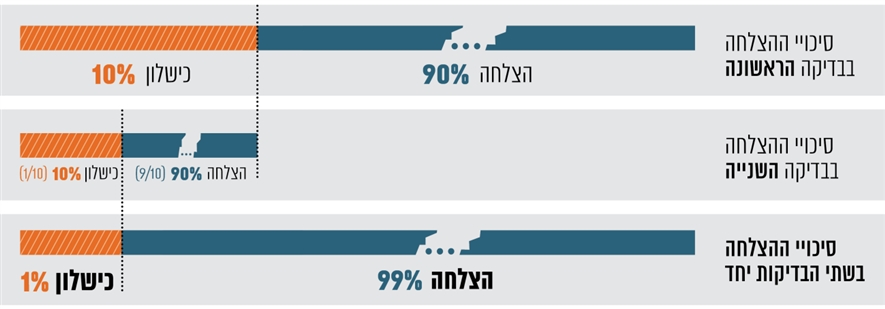 סיכויי ההצלחה
בבדיקה הראשונה
הצלחה 90%
כישלון 10%
סיכויי ההצלחה
בבדיקה השנייה
הצלחה 90% (9/10)
כישלון 10% (1/10)
סיכויי ההצלחה
בשתי הבדיקות יחד
הצלחה 99%
כישלון 1%